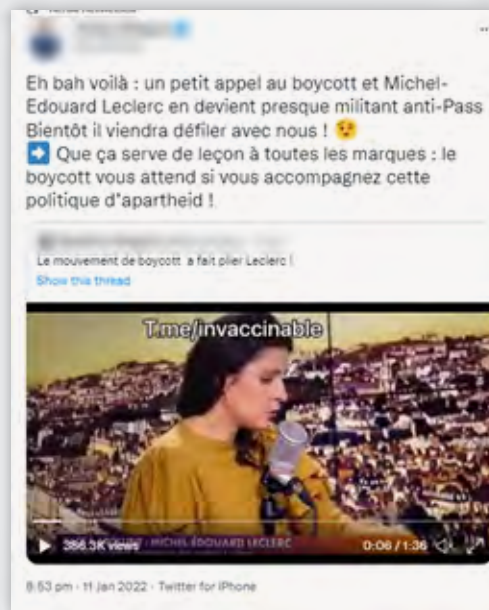 Eh bah voilà : un petit appel au boycott et Michel-
Edouard Leclerc en devient presque militant anti-Pass
Bientôt il viendra défiler avec nous ! 😯
➡️ Que ça serve de leçon à toutes les marques : le
boycott vous attend si vous accompagnez cette
politique d'apartheid !
Le mouvement de boycott a fait plier Leclerc !
Show this thread
T.me/invaccinable
386.3K views
MICHEL ÉDOUARD LECLERC
0:06 / 1:36
8:53 pm · 11 Jan 2022 · Twitter for iPhone